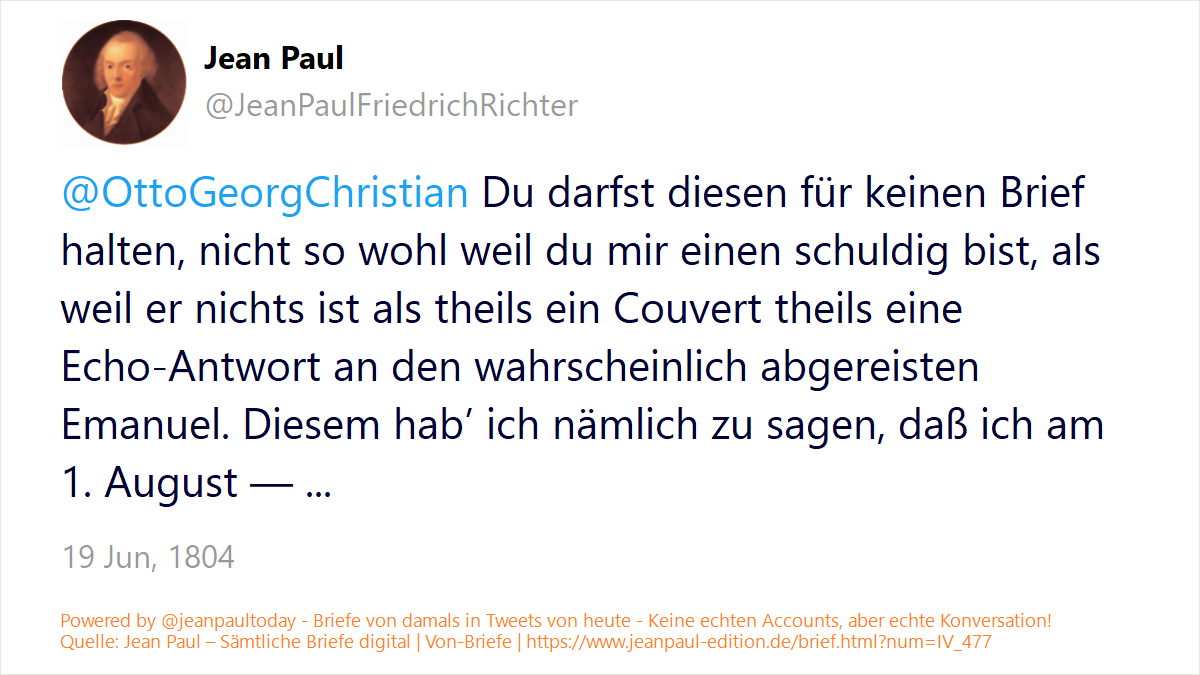 Jean Paul
@JeanPaulFriedrichRichter
@OttoGeorgChristian Du darfst diesen für keinen Brief
halten, nicht so wohl weil du mir einen schuldig bist, als
weil er nichts ist als theils ein Couvert theils eine
Echo-Antwort an den wahrscheinlich abgereisten
Emanuel. Diesem hab’ ich nämlich zu sagen, daß ich am
1. August — ...
19 Jun, 1804
Powered by @jeanpaultoday - Briefe von damals in Tweets von heute - Keine echten Accounts, aber echte Konversation!
Quelle: Jean Paul – Sämtliche Briefe digital | Von-Briefe | https://www.jeanpaul-edition.de/brief.html?num=IV_477